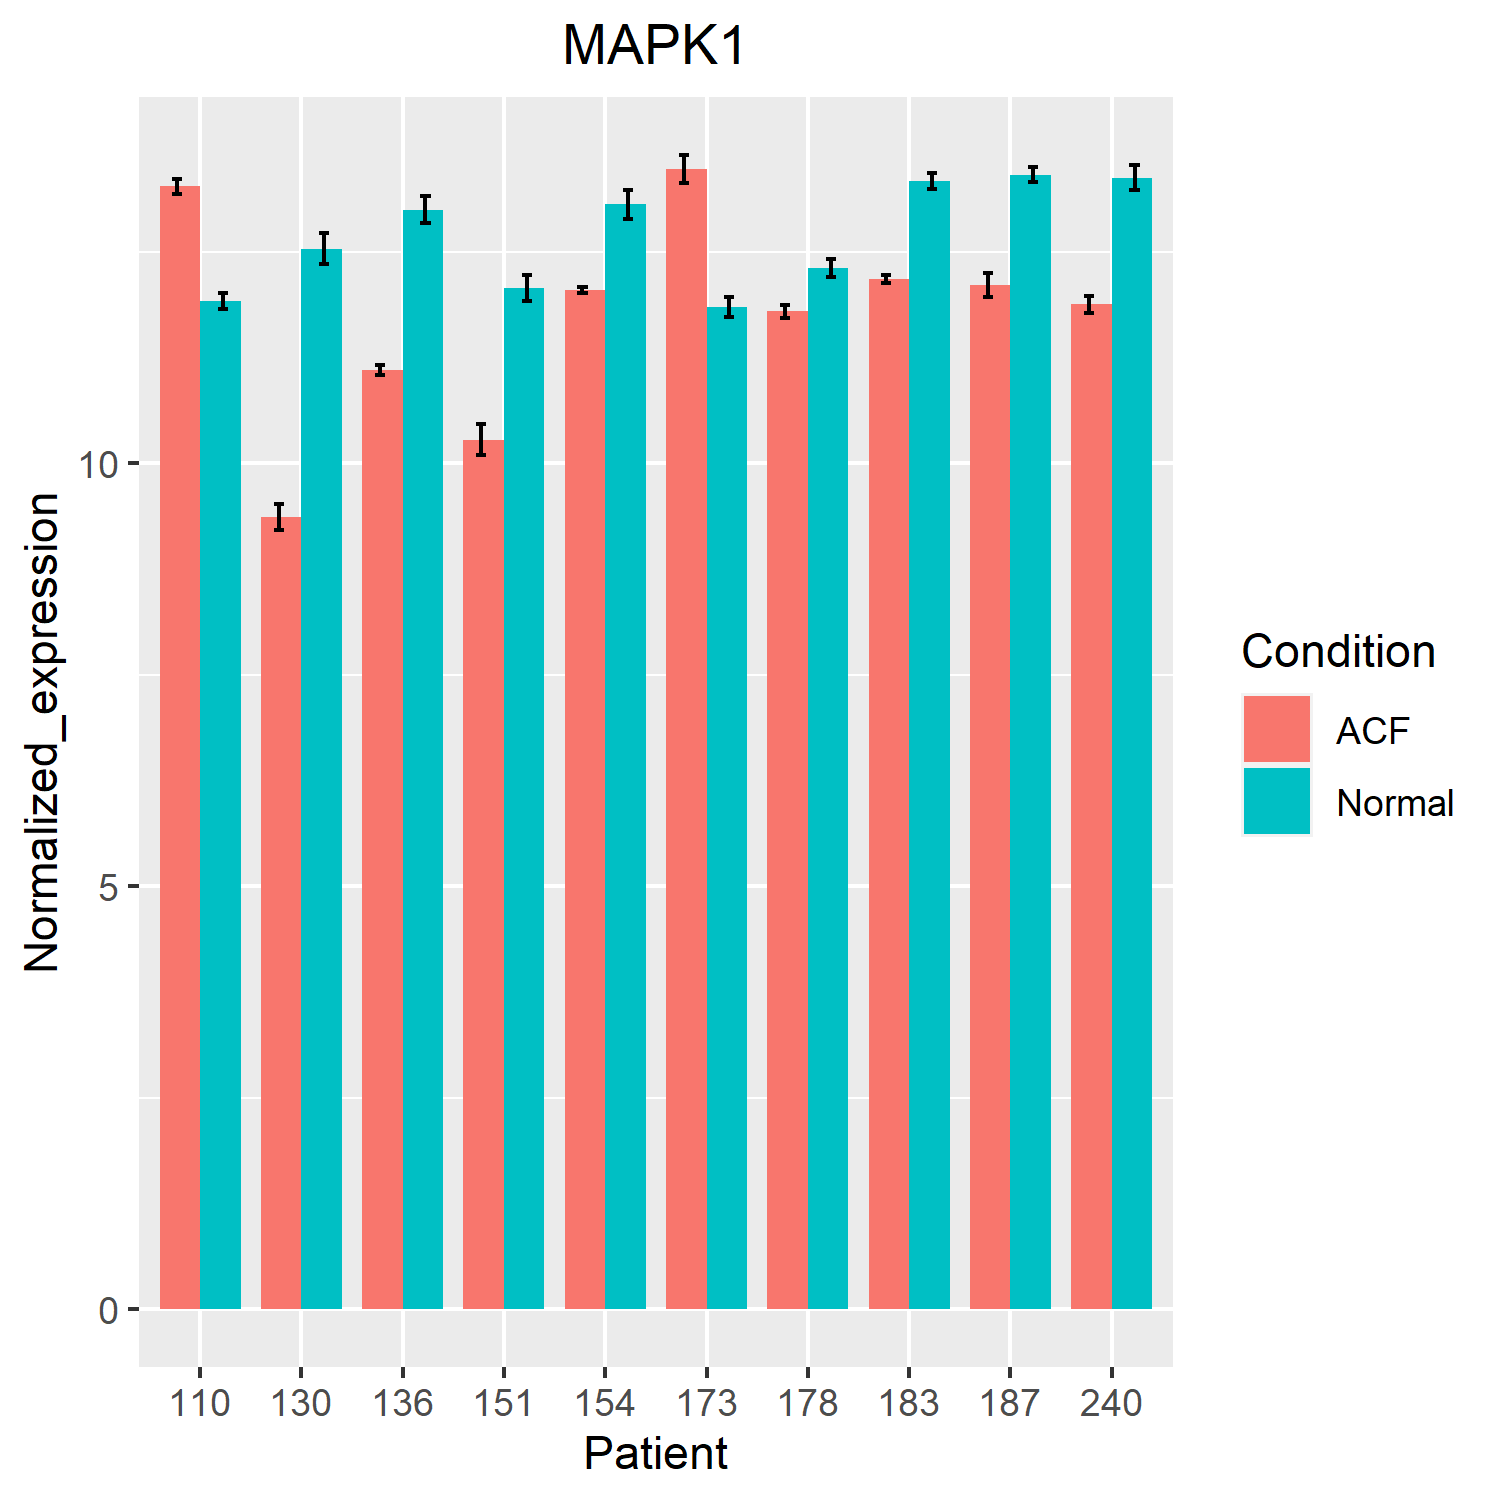 MAPK1
Normalized_expression
10
5
0
110 130 136 151 154 173 178 183 187 240
Patient
Condition
ACF
Normal